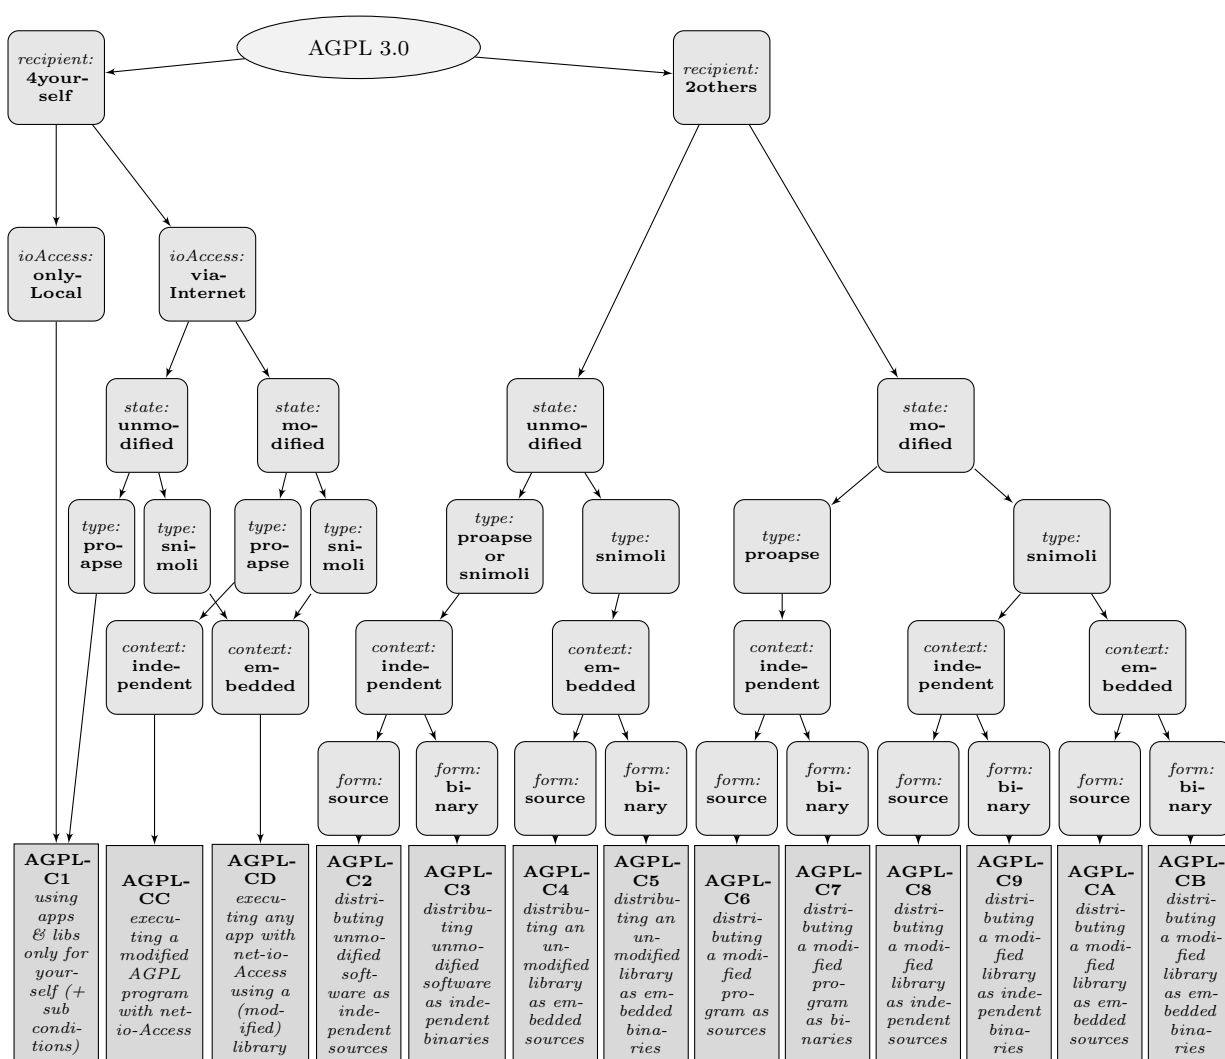 AGPL 3.0
recipient:
4your-
self
recipient:
2others
ioAccess:
only-
Local
ioAccess:
via-
Internet
state:
unmo-
dified
state:
mo-
dified
state:
unmo-
dified
state:
mo-
dified
type:
pro-
apse
type:
sni-
moli
type:
pro-
apse
type:
sni-
moli
type:
proapse
or
snimoli
type:
snimoli
type:
proapse
type:
snimoli
context:
inde-
pendent
context:
em-
bedded
context:
inde-
pendent
context:
em-
bedded
context:
inde-
pendent
context:
inde-
pendent
context:
em-
bedded
form:
source
form:
bi-
nary
form:
source
form:
bi-
nary
form:
source
form:
bi-
nary
form:
source
form:
bi-
nary
form:
source
form:
bi-
nary
AGPL-
C1
using
apps
& libs
only for
your-
self (+
sub
condi-
tions)
AGPL-
CC
execu-
ting a
modified
AGPL
program
with net-
io-Access
AGPL-
CD
execu-
ting any
app with
net-io-
Access
using a
(mod-
ified)
library
AGPL-
C2
distri-
buting
unmo-
dified
soft-
ware as
inde-
pendent
sources
AGPL-
C3
distribu-
ting
unmo-
dified
software
as inde-
pendent
binaries
AGPL-
C4
distribu-
ting an
un-
modified
library
as em-
bedded
sources
AGPL-
C5
distribu-
ting an
un-
modified
library
as em-
bedded
bina-
ries
AGPL-
C6
distri-
buting
a modi-
fied
pro-
gram as
sources
AGPL-
C7
distri-
buting
a modi-
fied
pro-
gram
as bi-
naries
AGPL-
C8
distri-
buting
a modi-
fied
library
as inde-
pendent
sources
AGPL-
C9
distri-
buting
a modi-
fied
library
as inde-
pendent
bina-
ries
AGPL-
CA
distri-
buting
a modi-
fied
library
as em-
bedded
sources
AGPL-
CB
distri-
buting
a modi-
fied
library
as em-
bedded
bina-
ries